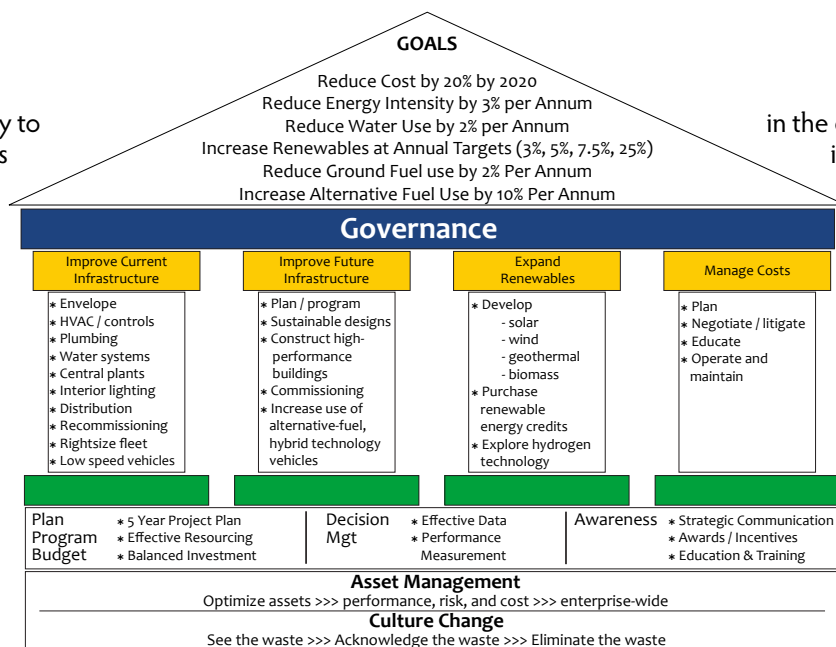 GOALS
Reduce Cost by 20% by 2020
Reduce Energy Intensity by 3% per Annum
Reduce Water Use by 2% per Annum
Increase Renewables at Annual Targets (3%, 5%, 7.5%, 25%)
Reduce Ground Fuel use by 2% Per Annum
Increase Alternative Fuel Use by 10% Per Annum
y to
s
in the
i
Governance
Improve Current
Infrastructure
* Envelope
* HVAC / controls
* Plumbing
* Water systems
* Central plants
* Interior lighting
* Distribution
* Recommissioning
* Rightsize fleet
* Low speed vehicles
Improve Future
Infrastructure
* Plan / program
* Sustainable designs
* Construct high-
performance
buildings
* Commissioning
* Increase use of
alternative-fuel,
hybrid technology
vehicles
Expand
Renewables
* Develop
- solar
- wind
- geothermal
- biomass
* Purchase
renewable
energy credits
* Explore hydrogen
technology
Manage Costs
* Plan
* Negotiate / litigate
* Educate
* Operate and
maintain
Plan
Program
Budget
* 5 Year Project Plan
* Effective Resourcing
* Balanced Investment
Decision
Mgt
* Effective Data
* Performance
Measurement
Awareness
* Strategic Communication
* Awards / Incentives
* Education & Training
Asset Management
Optimize assets >>> performance, risk, and cost >>> enterprise-wide
Culture Change
See the waste >>> Acknowledge the waste >>> Eliminate the waste